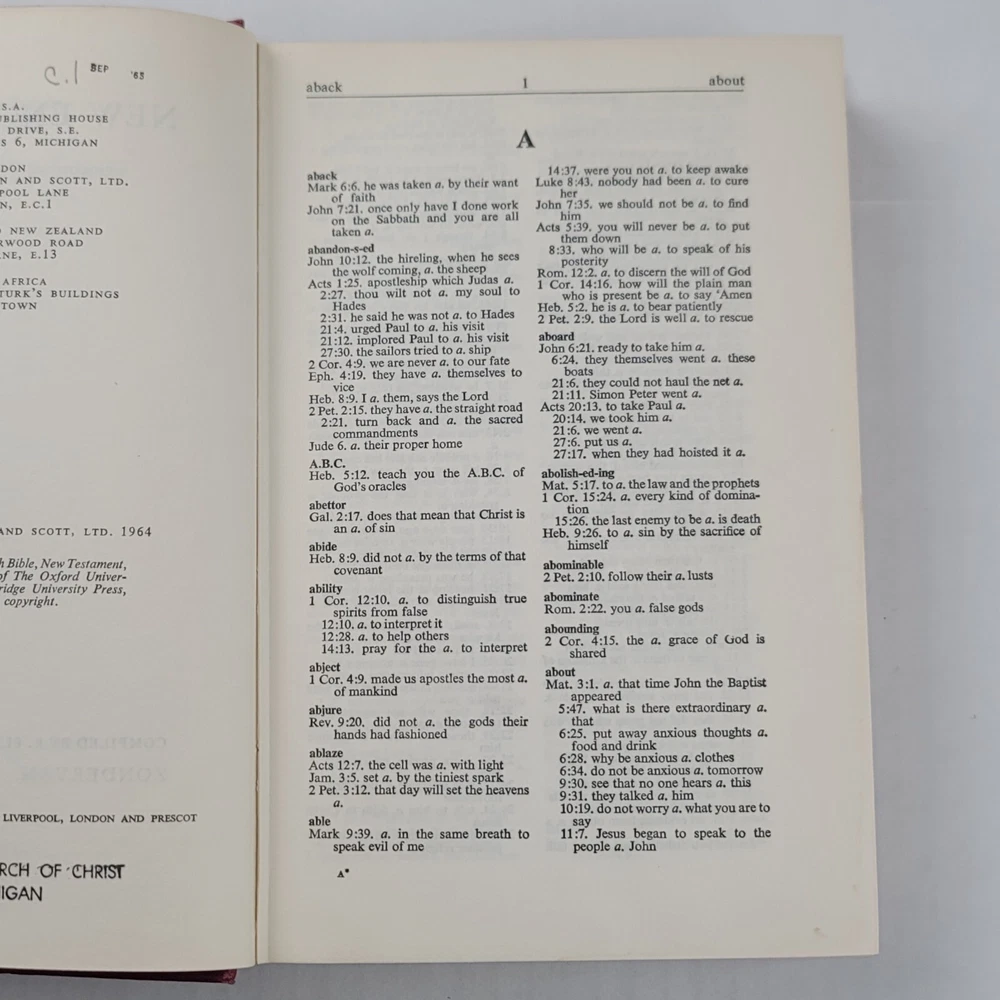 c.1 SEP '65
S.A.
UBLISHING HOUSE
DRIVE, S.E.
S 6, MICHIGAN
DON
N AND SCOTT, LTD.
POOL LANE
N, E.C.1
NEW ZEALAND
RWOOD ROAD
NE, E.13
AFRICA
TURK'S BUILDINGS
TOWN
AND SCOTT, LTD. 1964
h Bible, New Testament,
of The Oxford Univer-
ridge University Press,
copyright.
LIVERPOOL, LONDON AND PRESCOT
RCH OF CHRIST
IGAN
aback 1 about
A
aback
Mark 6:6. he was taken a. by their want
of faith
John 7:21. once only have I done work
on the Sabbath and you are all
taken a.
abandon-s-ed
John 10:12. the hireling, when he sees
the wolf coming, a. the sheep
Acts 1:25. apostleship which Judas a.
2:27. thou wilt not a. my soul to
Hades
2:31. he said he was not a. to Hades
21:4. urged Paul to a. his visit
21:12. implored Paul to a. his visit
27:30. the sailors tried to a. ship
2 Cor. 4:9. we are never a. to our fate
Eph. 4:19. they have a. themselves to
vice
Heb. 8:9. I a. them, says the Lord
2 Pet. 2:15. they have a. the straight road
2:21. turn back and a. the sacred
commandments
Jude 6. a. their proper home
A.B.C.
Heb. 5:12. teach you the A.B.C. of
God's oracles
abettor
Gal. 2:17. does that mean that Christ is
an a. of sin
abide
Heb. 8:9. did not a. by the terms of that
covenant
ability
1 Cor. 12:10. a. to distinguish true
spirits from false
12:10. a. to interpret it
12:28. a. to help others
14:13. pray for the a. to interpret
abject
1 Cor. 4:9. made us apostles the most a.
of mankind
abjure
Rev. 9:20. did not a. the gods their
hands had fashioned
ablaze
Acts 12:7. the cell was a. with light
Jam. 3:5. set a. by the tiniest spark
2 Pet. 3:12. that day will set the heavens
a.
able
Mark 9:39. a. in the same breath to
speak evil of me
A*
14:37. were you not a. to keep awake
Luke 8:43. nobody had been a. to cure
her
John 7:35. we should not be a. to find
him
Acts 5:39. you will never be a. to put
them down
8:33. who will be a. to speak of his
posterity
Rom. 12:2. a. to discern the will of God
1 Cor. 14:16. how will the plain man
who is present be a. to say 'Amen
Heb. 5:2. he is a. to bear patiently
2 Pet. 2:9. the Lord is well a. to rescue
aboard
John 6:21. ready to take him a.
6:24. they themselves went a. these
boats
21:6. they could not haul the net a.
21:11. Simon Peter went a.
Acts 20:13. to take Paul a.
20:14. we took him a.
21:6. we went a.
27:6. put us a.
27:17. when they had hoisted it a.
abolish-ed-ing
Mat. 5:17. to a. the law and the prophets
1 Cor. 15:24. a. every kind of domina-
tion
15:26. the last enemy to be a. is death
Heb. 9:26. to a. sin by the sacrifice of
himself
abominable
2 Pet. 2:10. follow their a. lusts
abominate
Rom. 2:22. you a. false gods
abounding
2 Cor. 4:15. the a. grace of God is
shared
about
Mat. 3:1. a. that time John the Baptist
appeared
5:47. what is there extraordinary a.
that
6:25. put away anxious thoughts a.
food and drink
6:28. why be anxious a. clothes
6:34. do not be anxious a. tomorrow
9:30. see that no one hears a. this
9:31. they talked a. him
10:19. do not worry a. what you are to
say
11:7. Jesus began to speak to the
people a. John